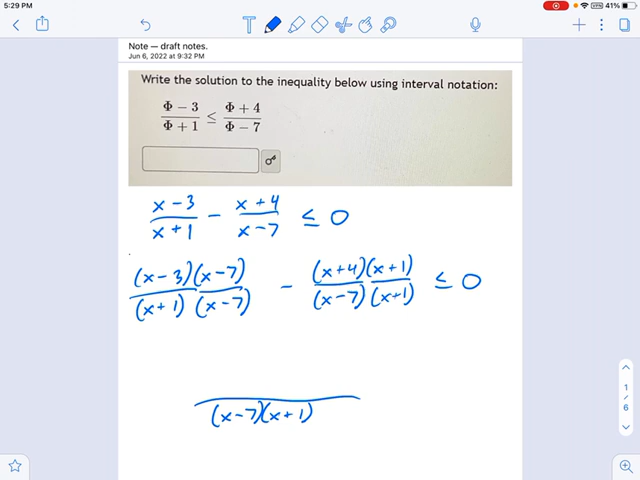 5:29 PM
VPN 41%
T
Note — draft notes.
Jun 6, 2022 at 9:32 PM
Write the solution to the inequality below using interval notation:
Φ − 3 / Φ + 1 ≤ Φ + 4 / Φ − 7
x − 3 / x + 1 − x + 4 / x − 7 ≤ 0
(x − 3)(x − 7) / (x + 1)(x − 7) − (x + 4)(x + 1) / (x − 7)(x + 1) ≤ 0
(x − 7)(x + 1)
1
/
6